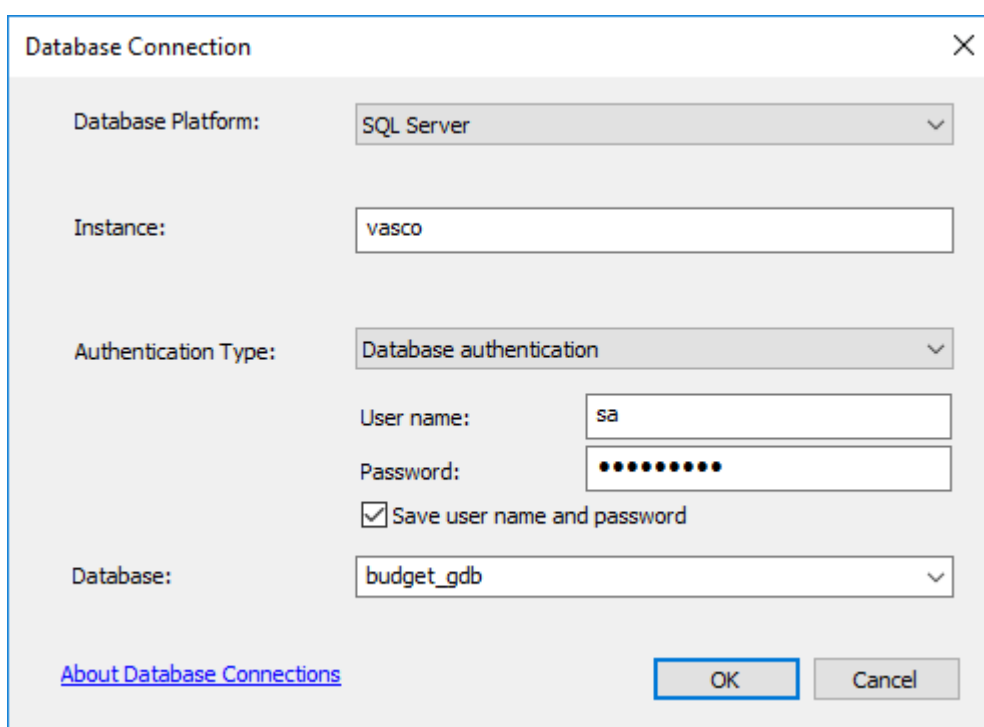 Database Connection
Database Platform: SQL Server
Instance: vasco
Authentication Type: Database authentication
User name: sa
Password: •••••••••
Save user name and password
Database: budget_gdb
About Database Connections OK Cancel